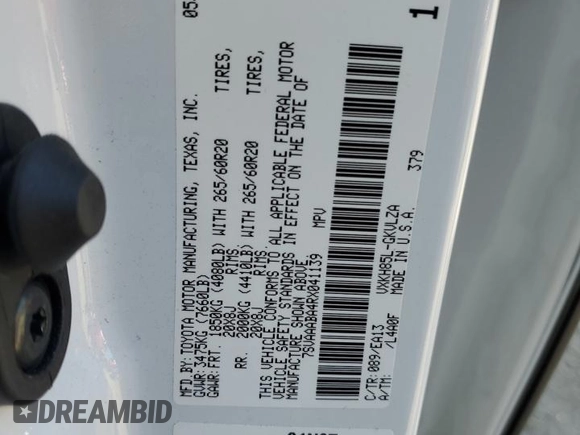 MFD.BY:TOYOTA MOTOR MANUFACTURING, TEXAS, INC. 05
GVWR: 3475KG (7660LB)
GAWR: FRT. 1850KG (4080LB) WITH 265/60R20 TIRES,
20X8J RIMS,
RR. 2000KG (4410LB) WITH 265/60R20 TIRES,
20X8J RIMS,
THIS VEHICLE CONFORMS TO ALL APPLICABLE FEDERAL MOTOR
VEHICLE SAFETY STANDARDS IN EFFECT ON THE DATE OF
MANUFACTURE SHOWN ABOVE.
7SVAAABA4RX041139 MPV
C/TR: 089/EA13 VXKH85L-GKVLZA 379
A/TM: /L4A0F MADE IN U.S.A. 1
DREAMBID